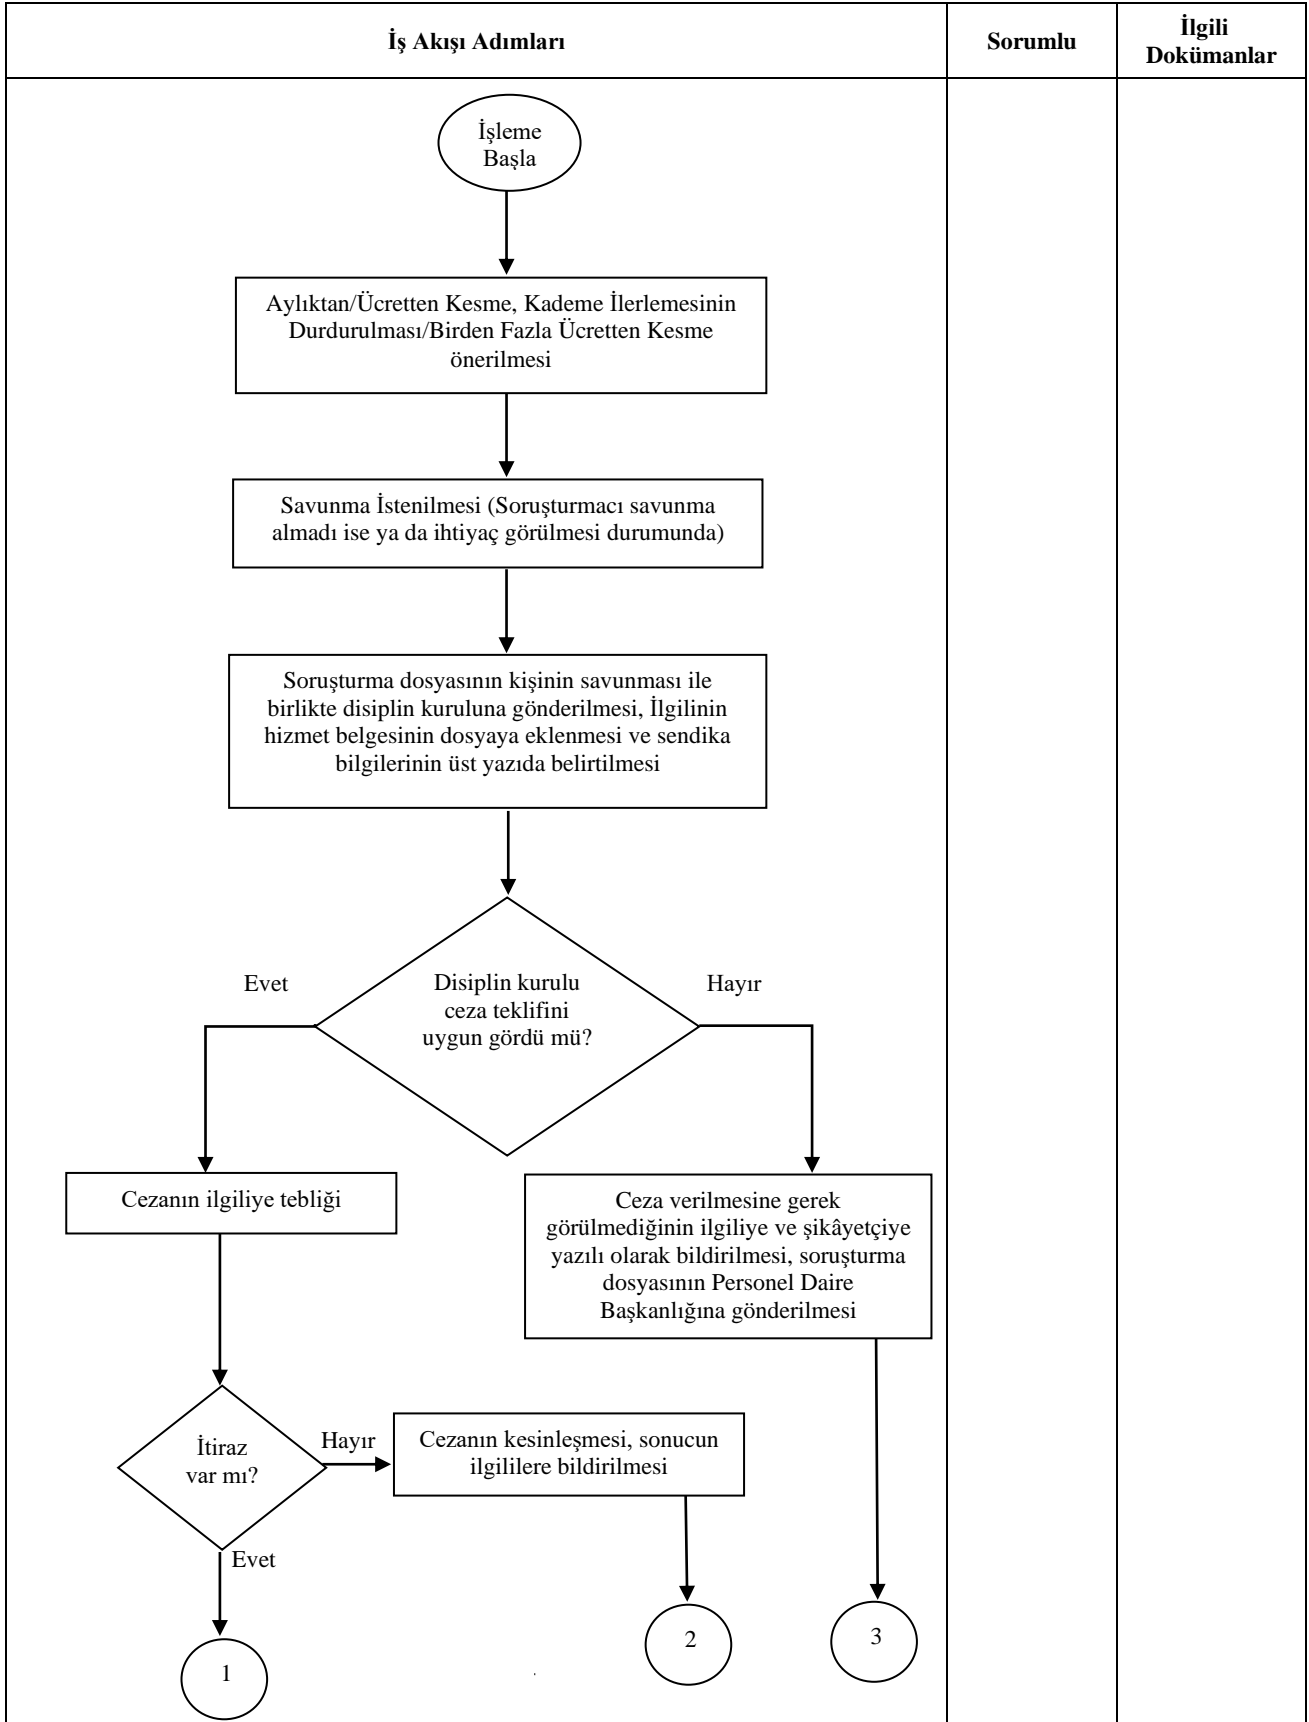 İş Akışı Adımları
Sorumlu
İlgili
Dokümanlar
İşleme
Başla
Aylıktan/Ücretten Kesme, Kademe İlerlemesinin
Durdurulması/Birden Fazla Ücretten Kesme
önerilmesi
Savunma İstenilmesi (Soruşturmacı savunma
almadı ise ya da ihtiyaç görülmesi durumunda)
Soruşturma dosyasının kişinin savunması ile
birlikte disiplin kuruluna gönderilmesi, İlgilinin
hizmet belgesinin dosyaya eklenmesi ve sendika
bilgilerinin üst yazıda belirtilmesi
Evet
Disiplin kurulu
ceza teklifini
uygun gördü mü?
Hayır
Cezanın ilgiliye tebliği
Ceza verilmesine gerek
görülmediğinin ilgiliye ve şikâyetçiye
yazılı olarak bildirilmesi, soruşturma
dosyasının Personel Daire
Başkanlığına gönderilmesi
İtiraz
var mı?
Hayır
Cezanın kesinleşmesi, sonucun
ilgililere bildirilmesi
Evet
1
2
3